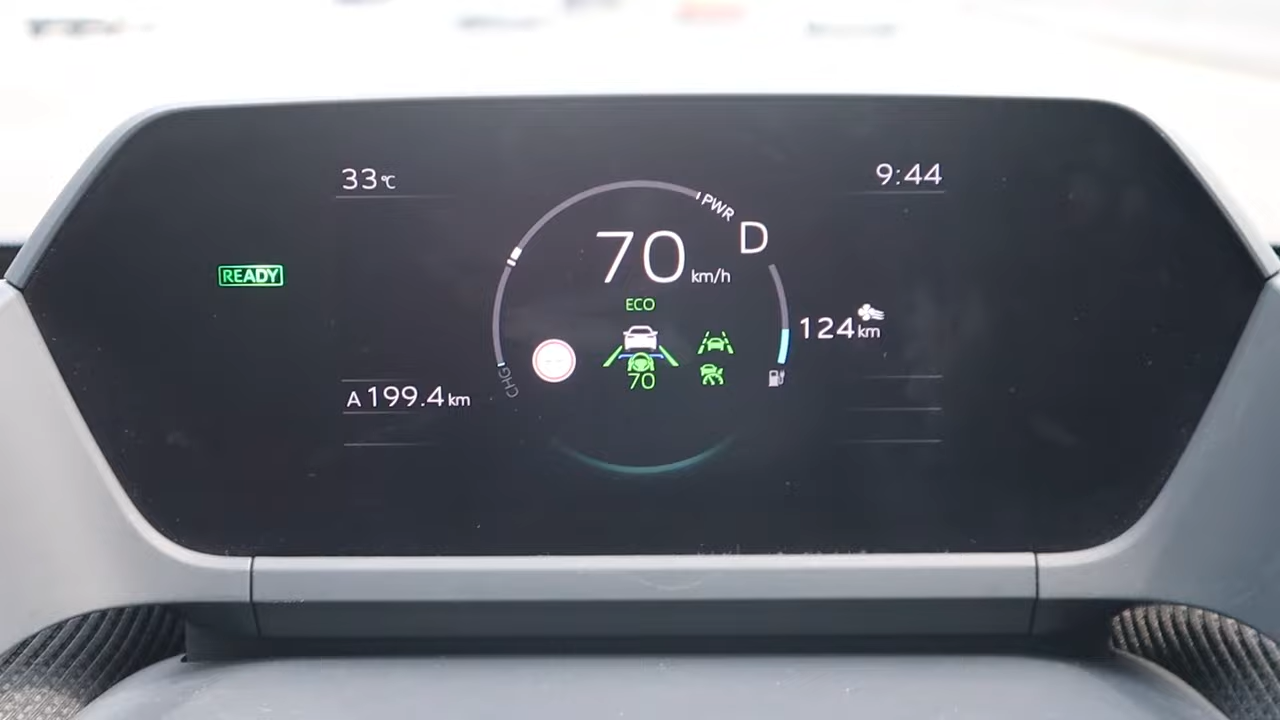 33°C
9:44
PWR
D
70 km/h
READY
ECO
124 km
70
CHG
A 199.4 km